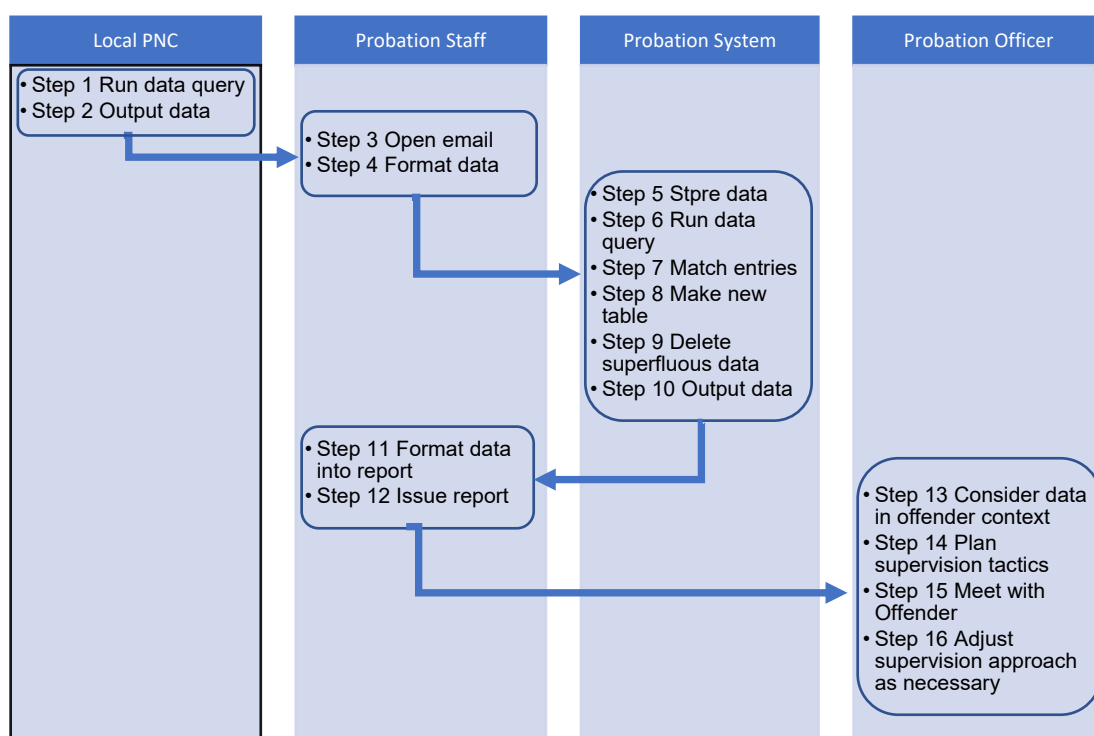 Local PNC
Probation Staff
Probation System
Probation Officer
• Step 1 Run data query
• Step 2 Output data
• Step 3 Open email
• Step 4 Format data
• Step 5 Stpre data
• Step 6 Run data
query
• Step 7 Match entries
• Step 8 Make new
table
• Step 9 Delete
superfluous data
• Step 10 Output data
• Step 11 Format data
into report
• Step 12 Issue report
• Step 13 Consider data
in offender context
• Step 14 Plan
supervision tactics
• Step 15 Meet with
Offender
• Step 16 Adjust
supervision approach
as necessary